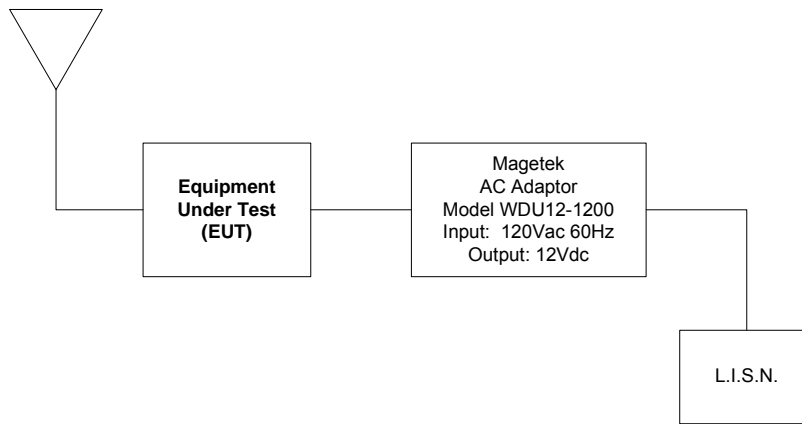 Equipment
Under Test
(EUT)
Magetek
AC Adaptor
Model WDU12-1200
Input:  120Vac 60Hz
Output: 12Vdc
L.I.S.N.